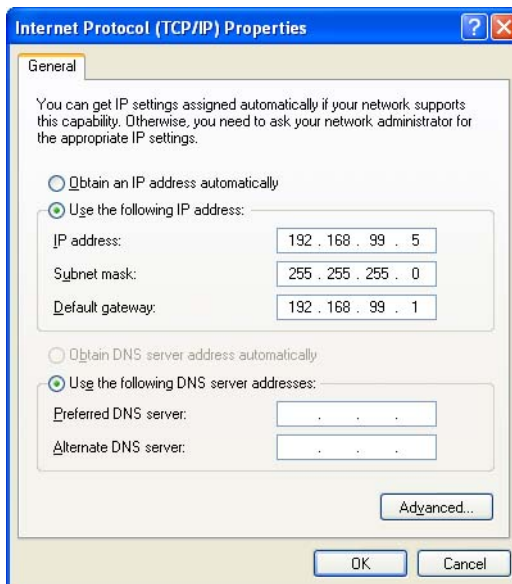 Internet Protocol (TCP/IP) Properties
General
You can get IP settings assigned automatically if your network supports
this capability. Otherwise, you need to ask your network administrator for
the appropriate IP settings.
Obtain an IP address automatically
Use the following IP address:
IP address: 192 . 168 . 99 . 5
Subnet mask: 255 . 255 . 255 . 0
Default gateway: 192 . 168 . 99 . 1
Obtain DNS server address automatically
Use the following DNS server addresses:
Preferred DNS server: . . .
Alternate DNS server: . . .
Advanced...
OK Cancel